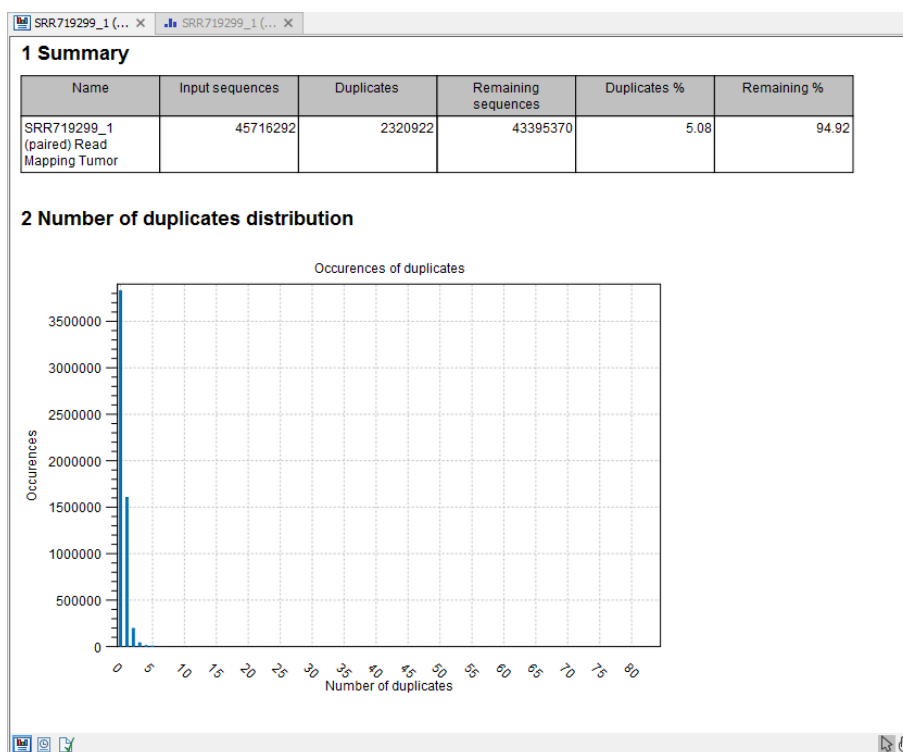 SRR719299_1 (... SRR719299_1 (...
1 Summary
Name Input sequences Duplicates Remaining sequences Duplicates % Remaining %
SRR719299_1 (paired) Read Mapping Tumor 45716292 2320922 43395370 5.08 94.92
2 Number of duplicates distribution
Occurences of duplicates
Occurences
3500000
3000000
2500000
2000000
1500000
1000000
500000
0
0 5 10 15 20 25 30 35 40 45 50 55 60 65 70 75 80
Number of duplicates